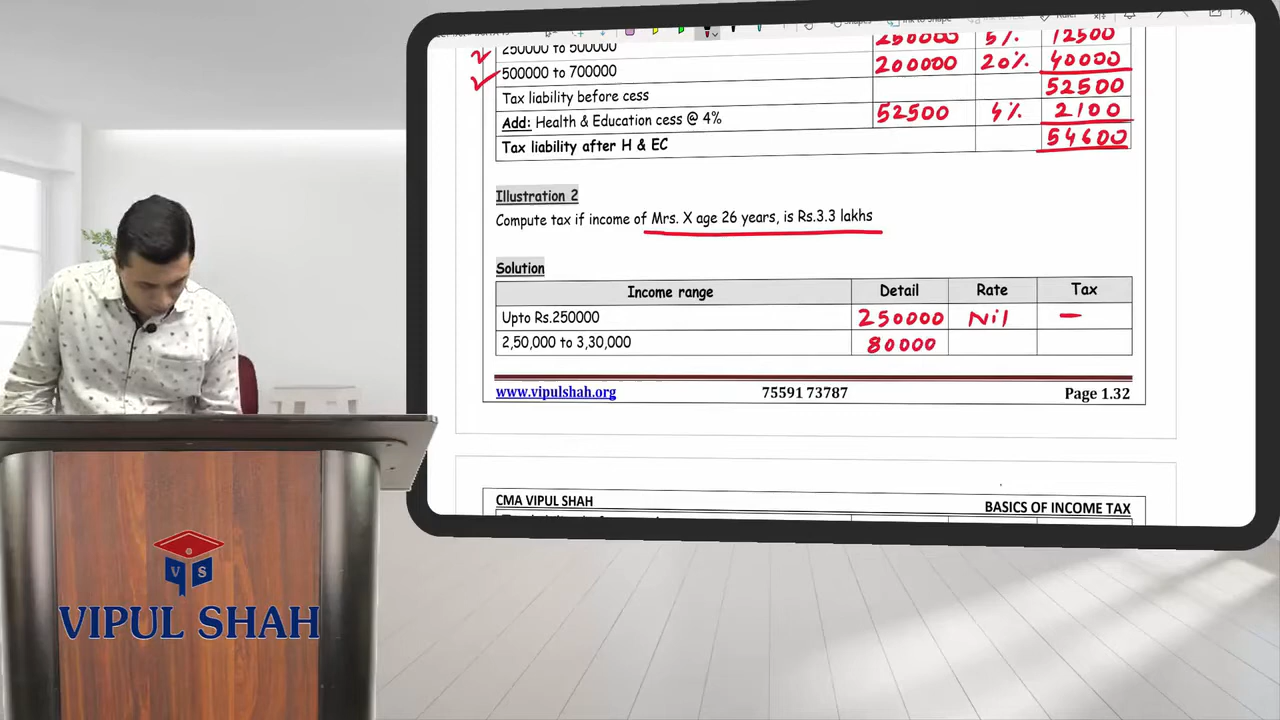 250000 to 500000 250000 5% 12500
500000 to 700000 200000 20% 40000
Tax liability before cess 52500
Add: Health & Education cess @ 4% 52500 4% 2100
Tax liability after H & EC 54600
Illustration 2
Compute tax if income of Mrs. X age 26 years, is Rs.3.3 lakhs
Solution
Income range Detail Rate Tax
Upto Rs.250000 250000 Nil —
2,50,000 to 3,30,000 80000
www.vipulshah.org 75591 73787 Page 1.32
CMA VIPUL SHAH BASICS OF INCOME TAX
V S
VIPUL SHAH